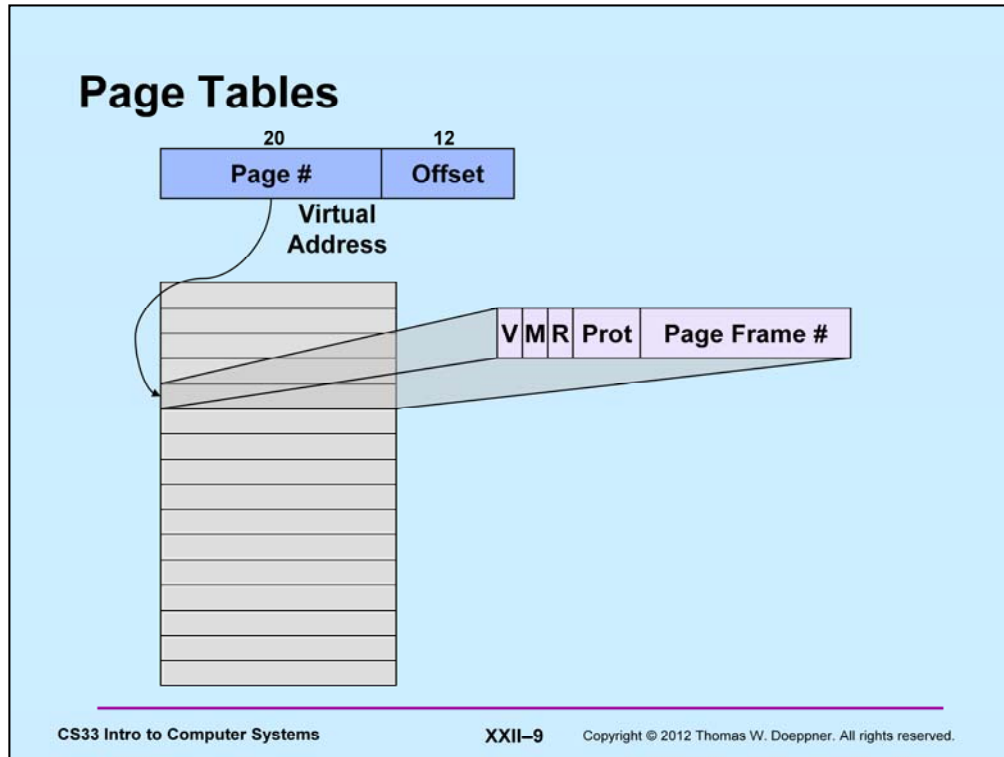 Page Tables
20 12
Page # Offset
Virtual
Address
V M R Prot Page Frame #
CS33 Intro to Computer Systems XXII–9 Copyright © 2012 Thomas W. Doeppner. All rights reserved.